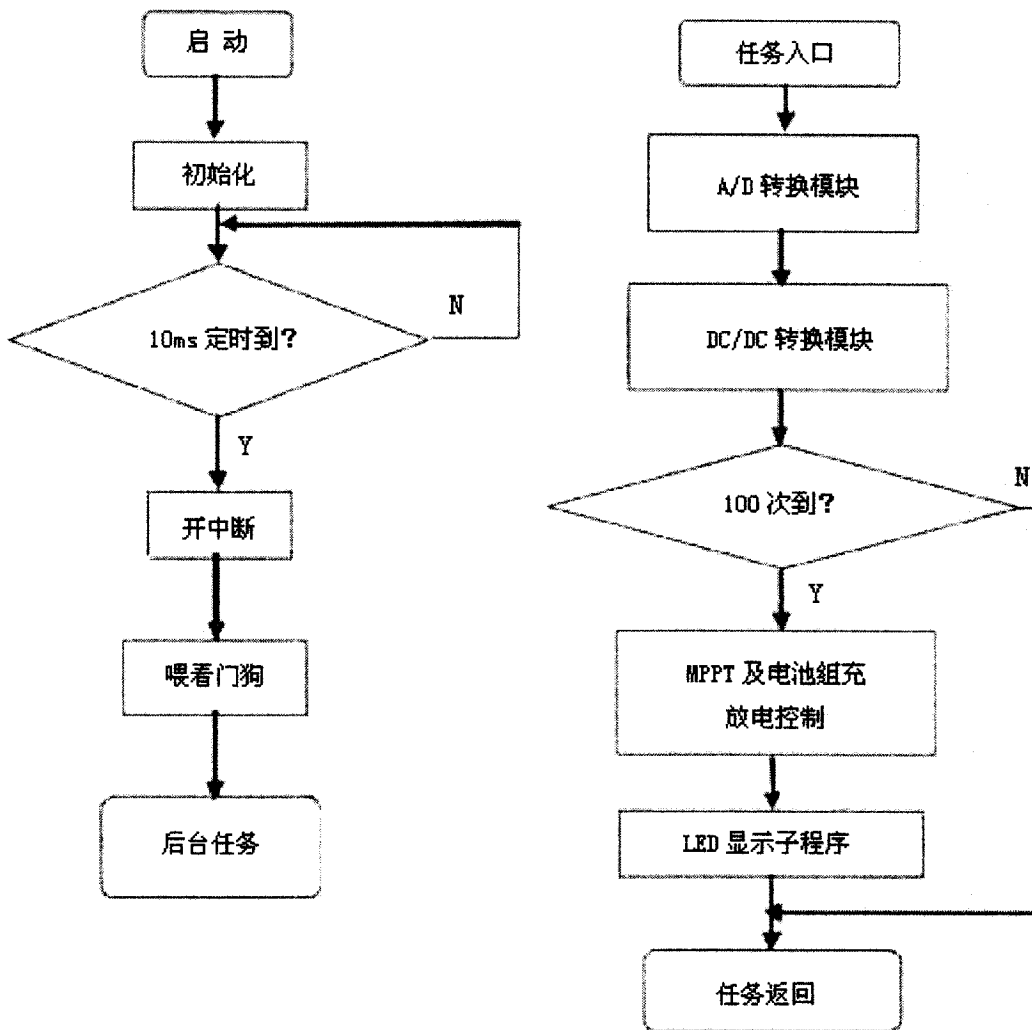 启 动
初始化
10ms 定时到？
N
Y
开中断
喂看门狗
后台任务
任务入口
A/D 转换模块
DC/DC 转换模块
100 次到？
N
Y
MPPT 及电池组充
放电控制
LED 显示子程序
任务返回